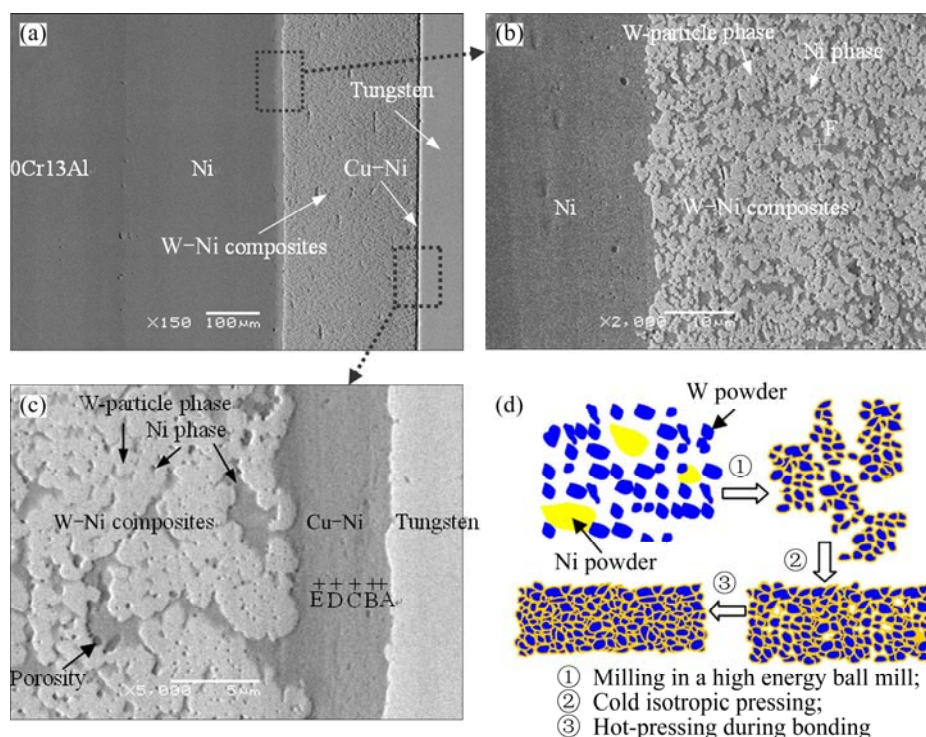 (a)
Tungsten
Cu-Ni
0Cr13Al
Ni
W-Ni composites
×150 100μm
(b)
W-particle phase
Ni phase
F
Ni
W-Ni composites
×2,000 10μm
(c)
W-particle phase
Ni phase
W-Ni composites
Cu-Ni
Tungsten
E D C B A
Porosity
×5,000 5μm
(d)
W powder
①
Ni powder
②
③
① Milling in a high energy ball mill;
② Cold isotropic pressing;
③ Hot-pressing during bonding